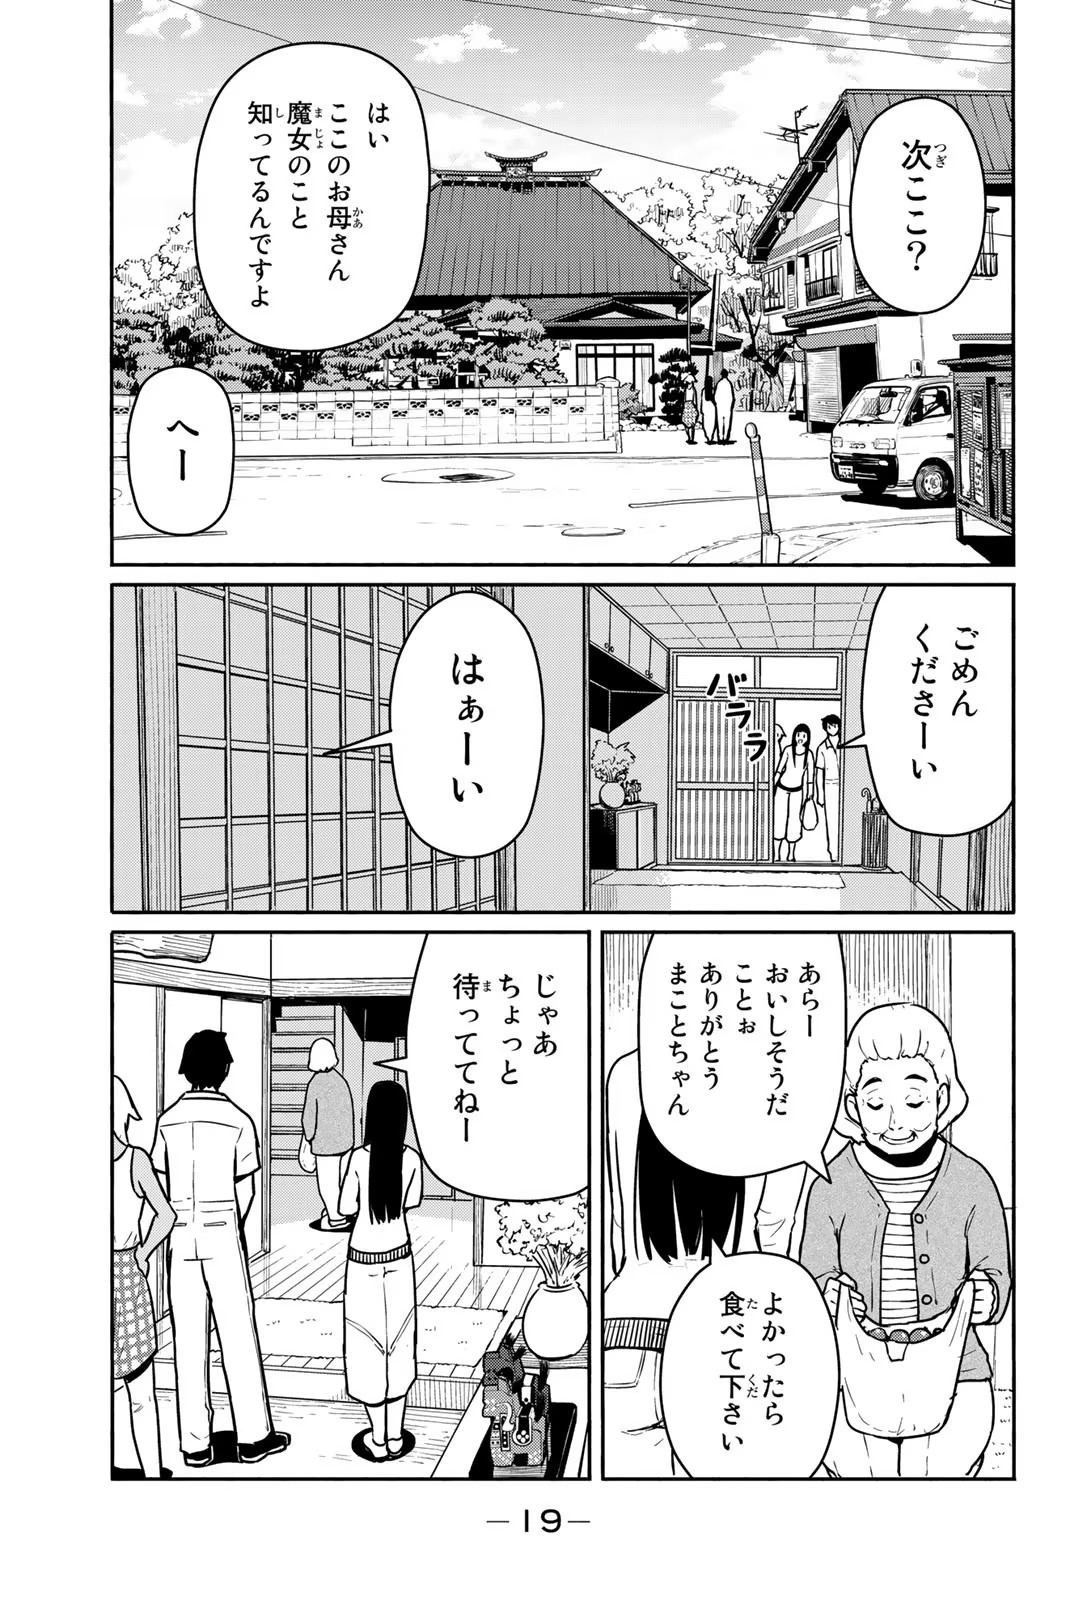 次ここ？
はい
ここのお母さん
魔女のこと
知ってるんですよ
へー
ごめん
くださーい
ガラララ
はぁーい
あらー
おいしそうだ
ことぉ
ありがとう
まことちゃん
よかったら
食べて下さい
じゃあ
ちょっと
待っててねー
—19—